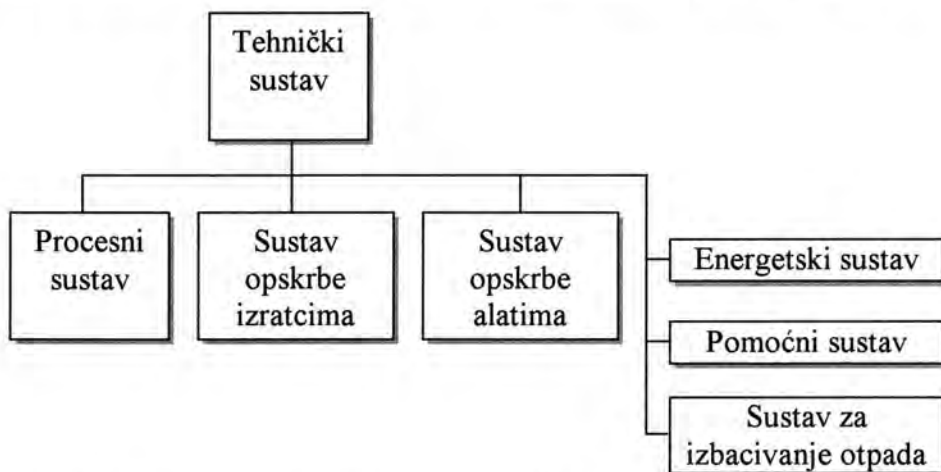 Tehnički
sustav
Procesni
sustav
Sustav
opskrbe
izratcima
Sustav
opskrbe
alatima
Energetski sustav
Pomoćni sustav
Sustav za
izbacivanje otpada